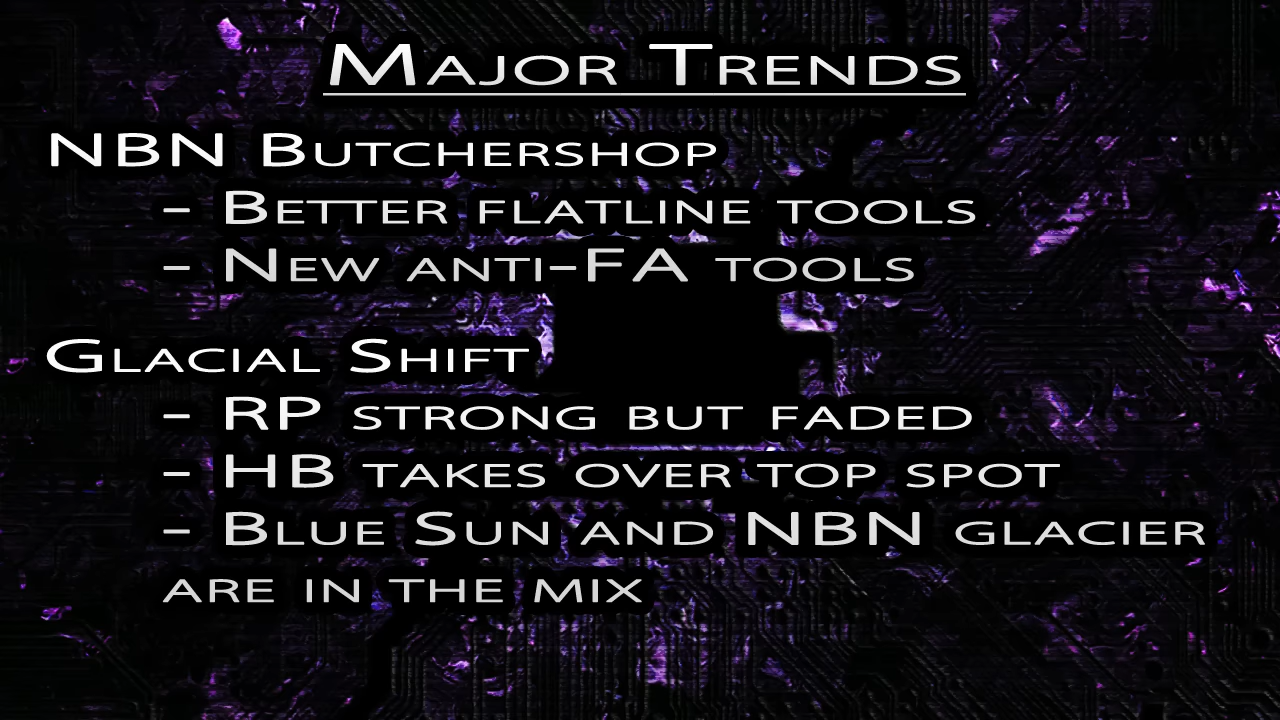 Major Trends
NBN Butchershop
– Better flatline tools
– New anti-FA tools
Glacial Shift
– RP strong but faded
– HB takes over top spot
– Blue Sun and NBN glacier
are in the mix